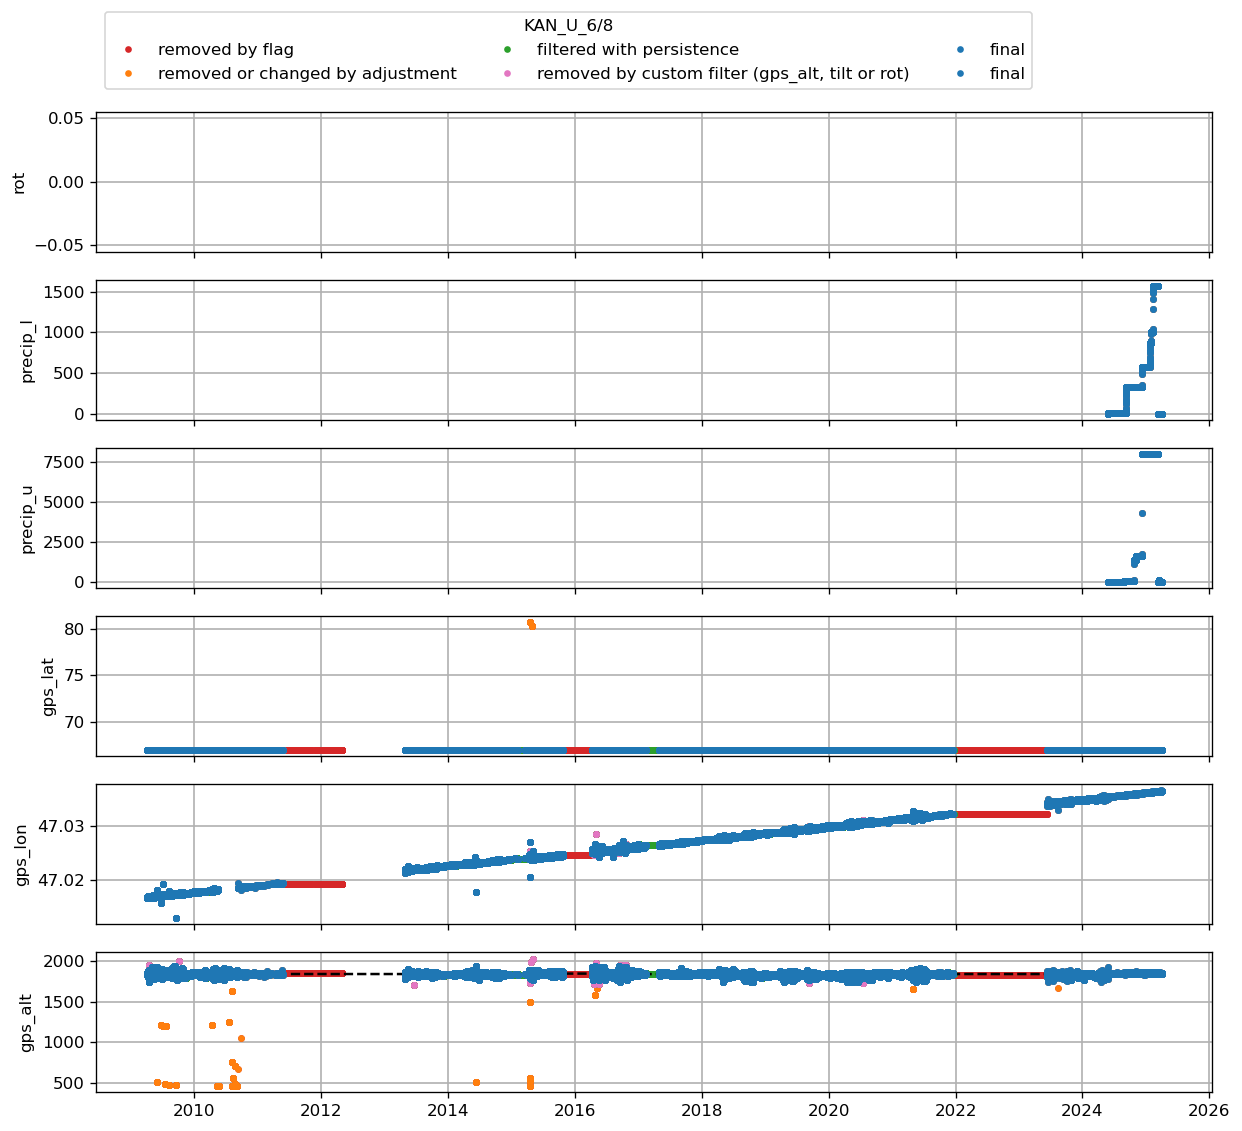 KAN_U_6/8
removed by flag
filtered with persistence
final
removed or changed by adjustment
removed by custom filter (gps_alt, tilt or rot)
final
0.05
0.00
−0.05
rot
1500
1000
500
0
precip_l
7500
5000
2500
0
precip_u
80
75
70
gps_lat
47.03
47.02
gps_lon
2000
1500
1000
500
gps_alt
2010 2012 2014 2016 2018 2020 2022 2024 2026